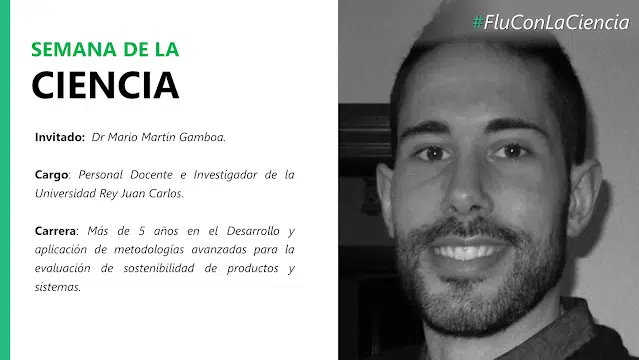 #FluConLaCiencia
SEMANA DE LA
CIENCIA
Invitado: Dr Mario Martín Gamboa.
Cargo: Personal Docente e Investigador de la
Universidad Rey Juan Carlos.
Carrera: Más de 5 años en el Desarrollo y
aplicación de metodologías avanzadas para la
evaluación de sostenibilidad de productos y
sistemas.